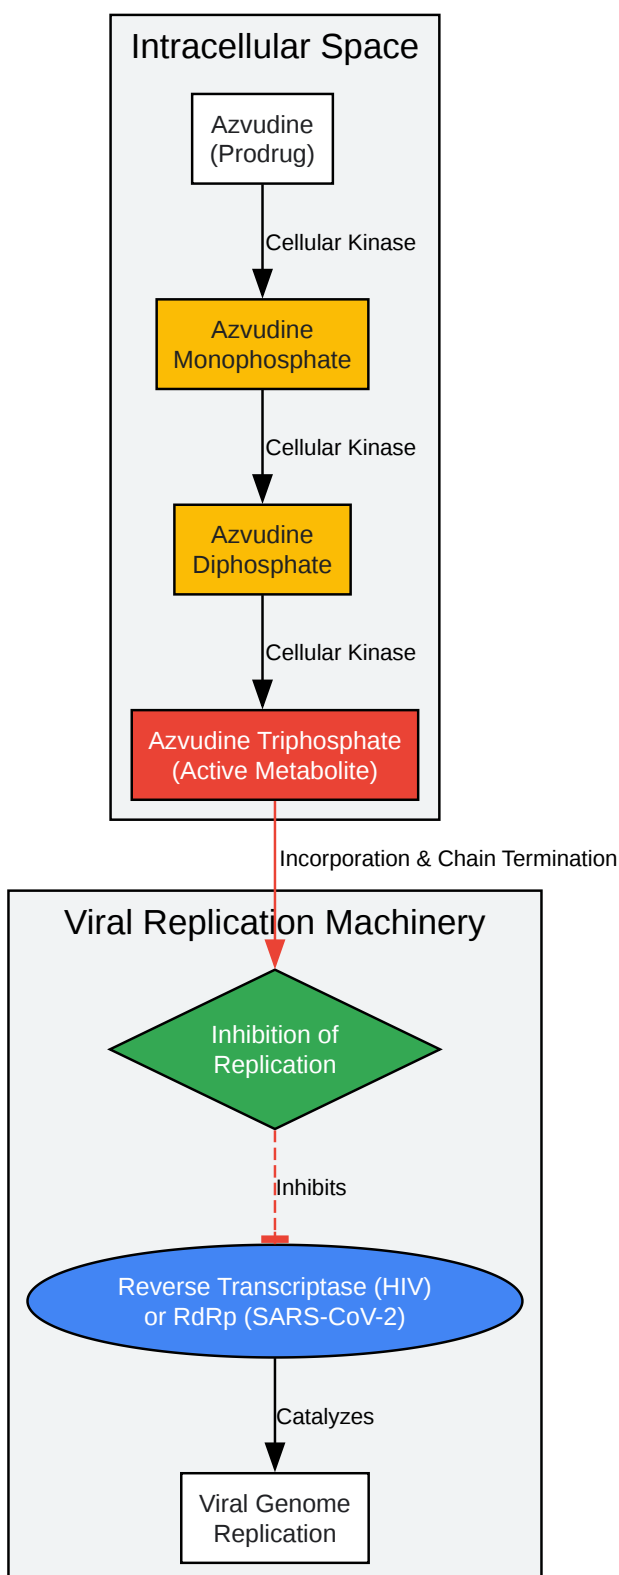 Intracellular Space
Azvudine
(Prodrug)
Cellular Kinase
Azvudine
Monophosphate
Cellular Kinase
Azvudine
Diphosphate
Cellular Kinase
Azvudine Triphosphate
(Active Metabolite)
Incorporation & Chain Termination
Viral Replication Machinery
Inhibition of
Replication
Inhibits
Reverse Transcriptase (HIV)
or RdRp (SARS-CoV-2)
Catalyzes
Viral Genome
Replication